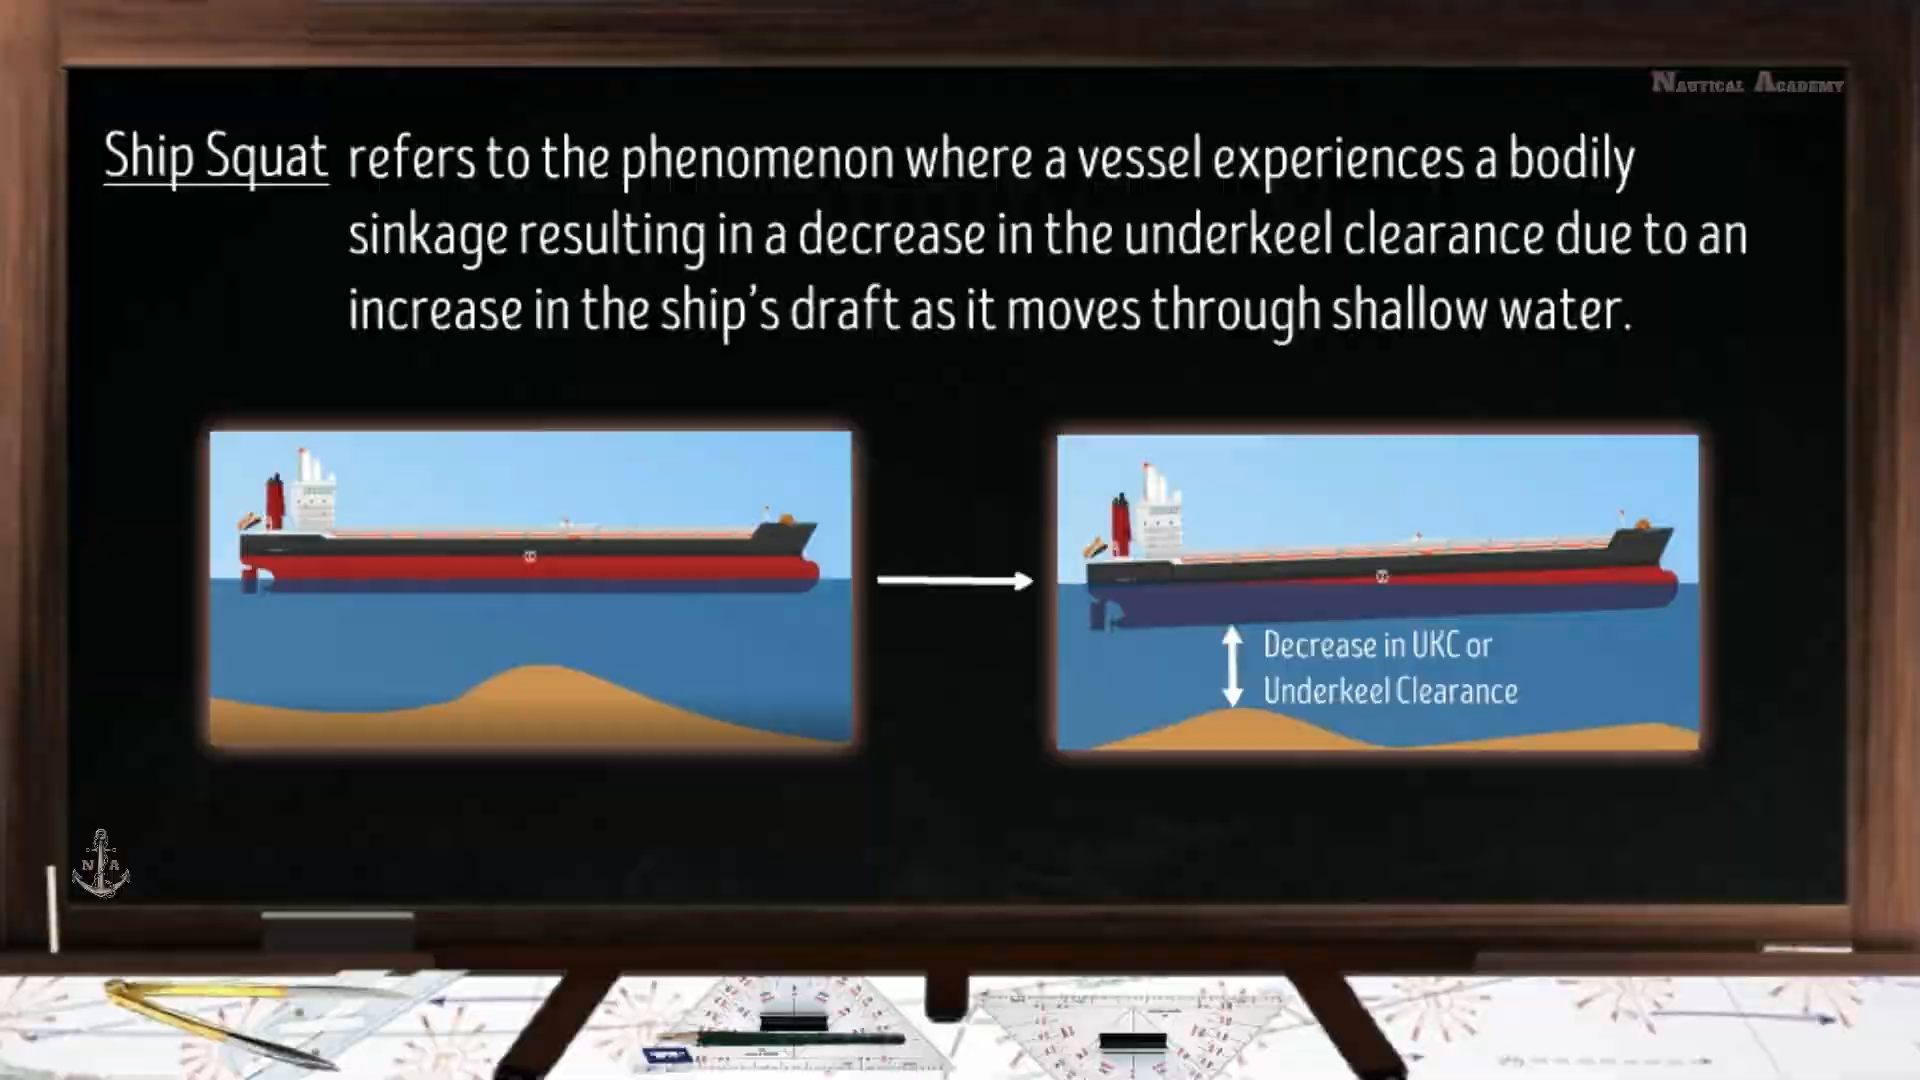 Nautical Academy
Ship Squat refers to the phenomenon where a vessel experiences a bodily
sinkage resulting in a decrease in the underkeel clearance due to an
increase in the ship's draft as it moves through shallow water.
Decrease in UKC or
Underkeel Clearance
N A